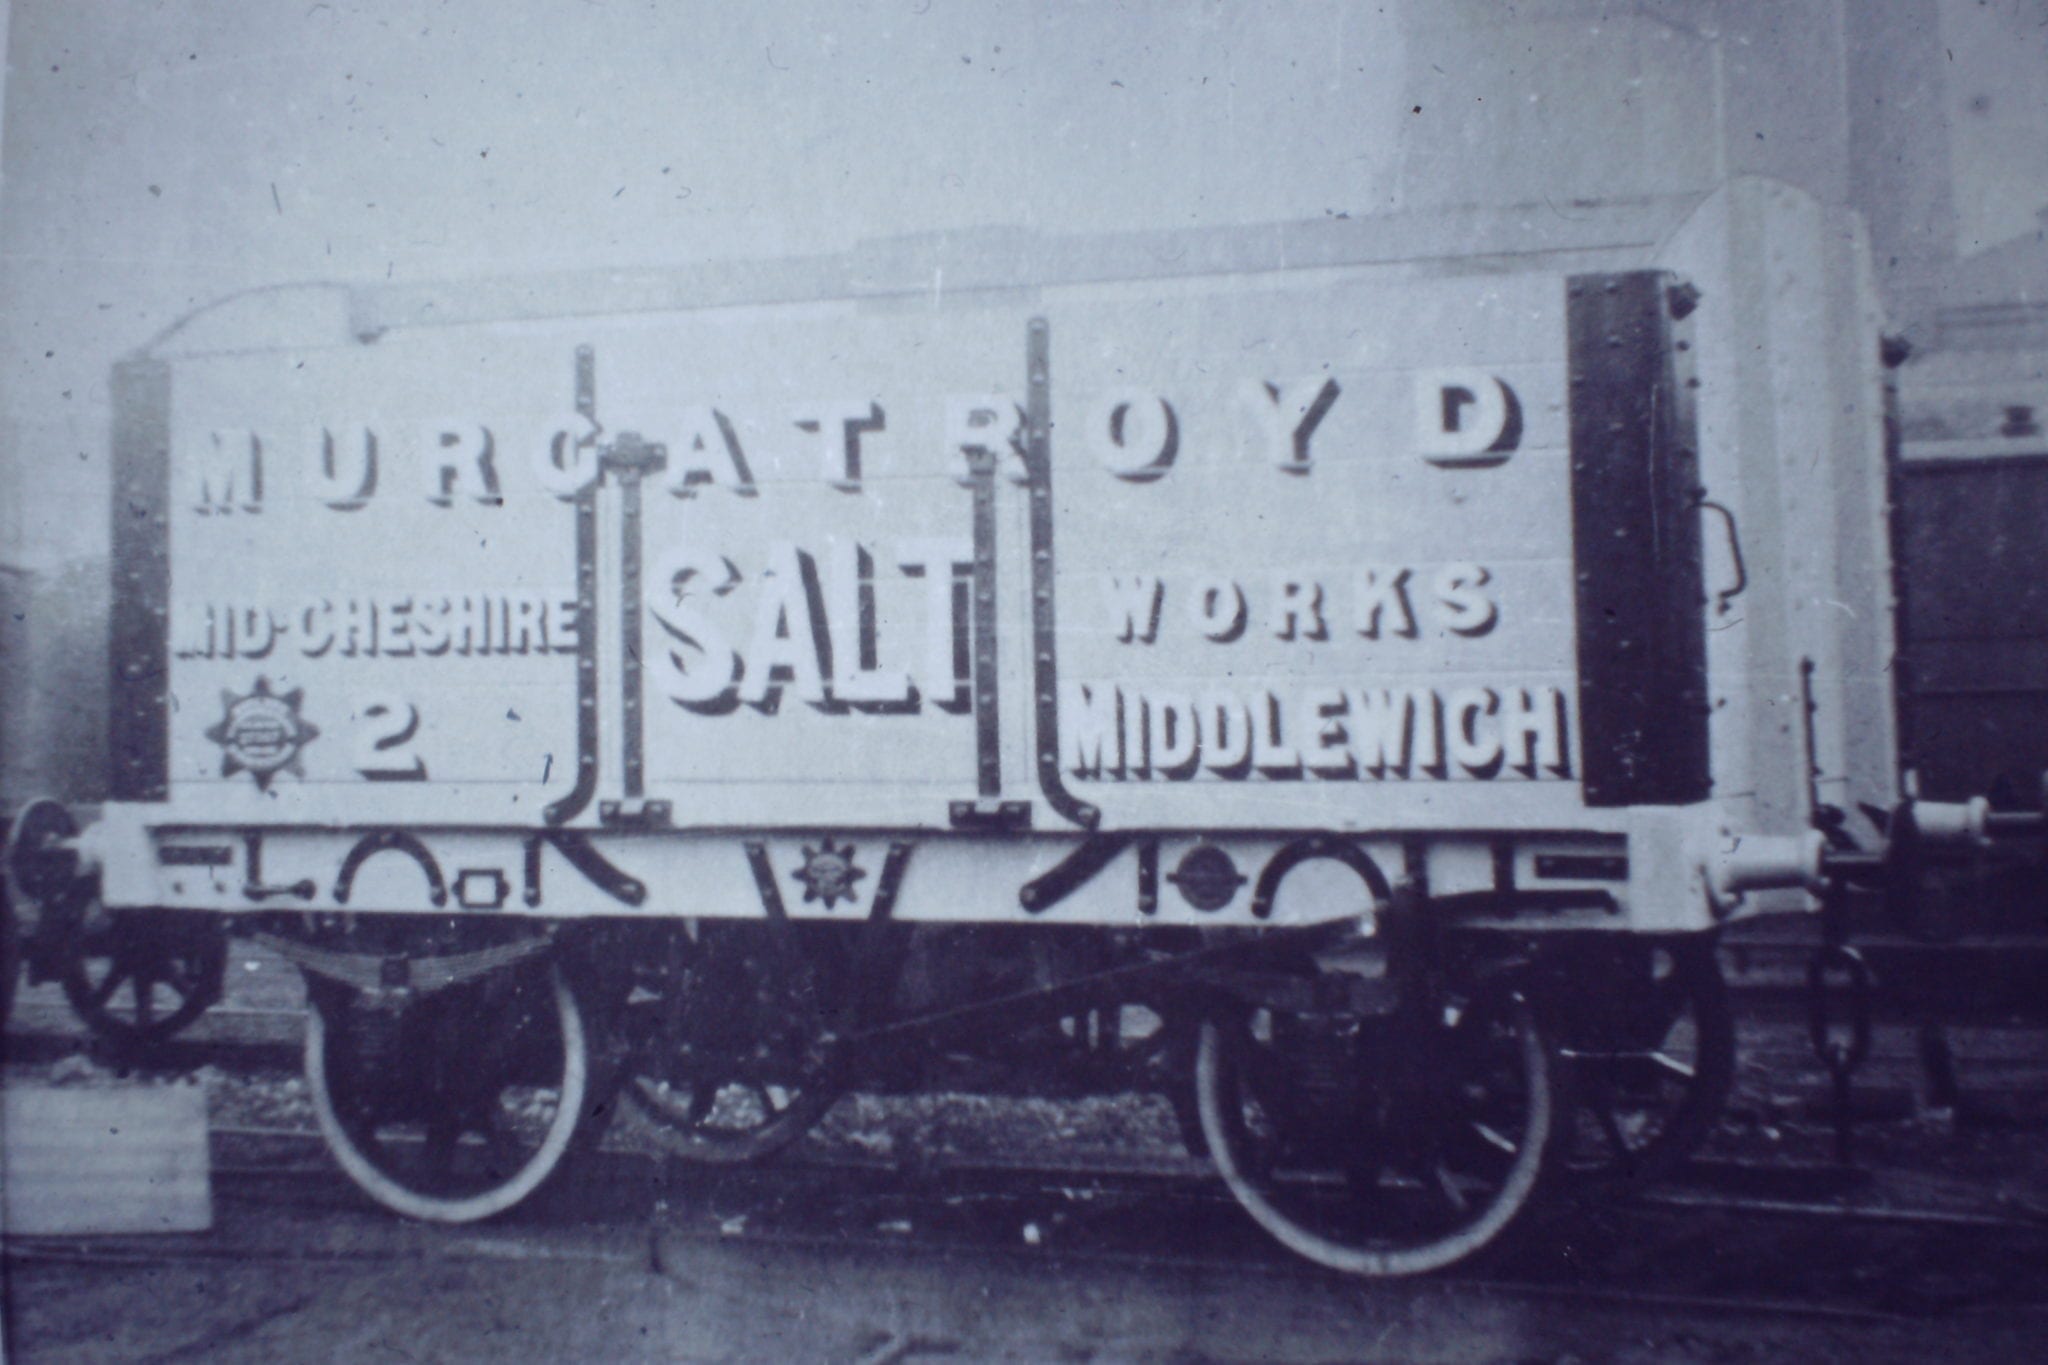 MURGATROYD
MID-CHESHIRE SALT WORKS
2 MIDDLEWICH